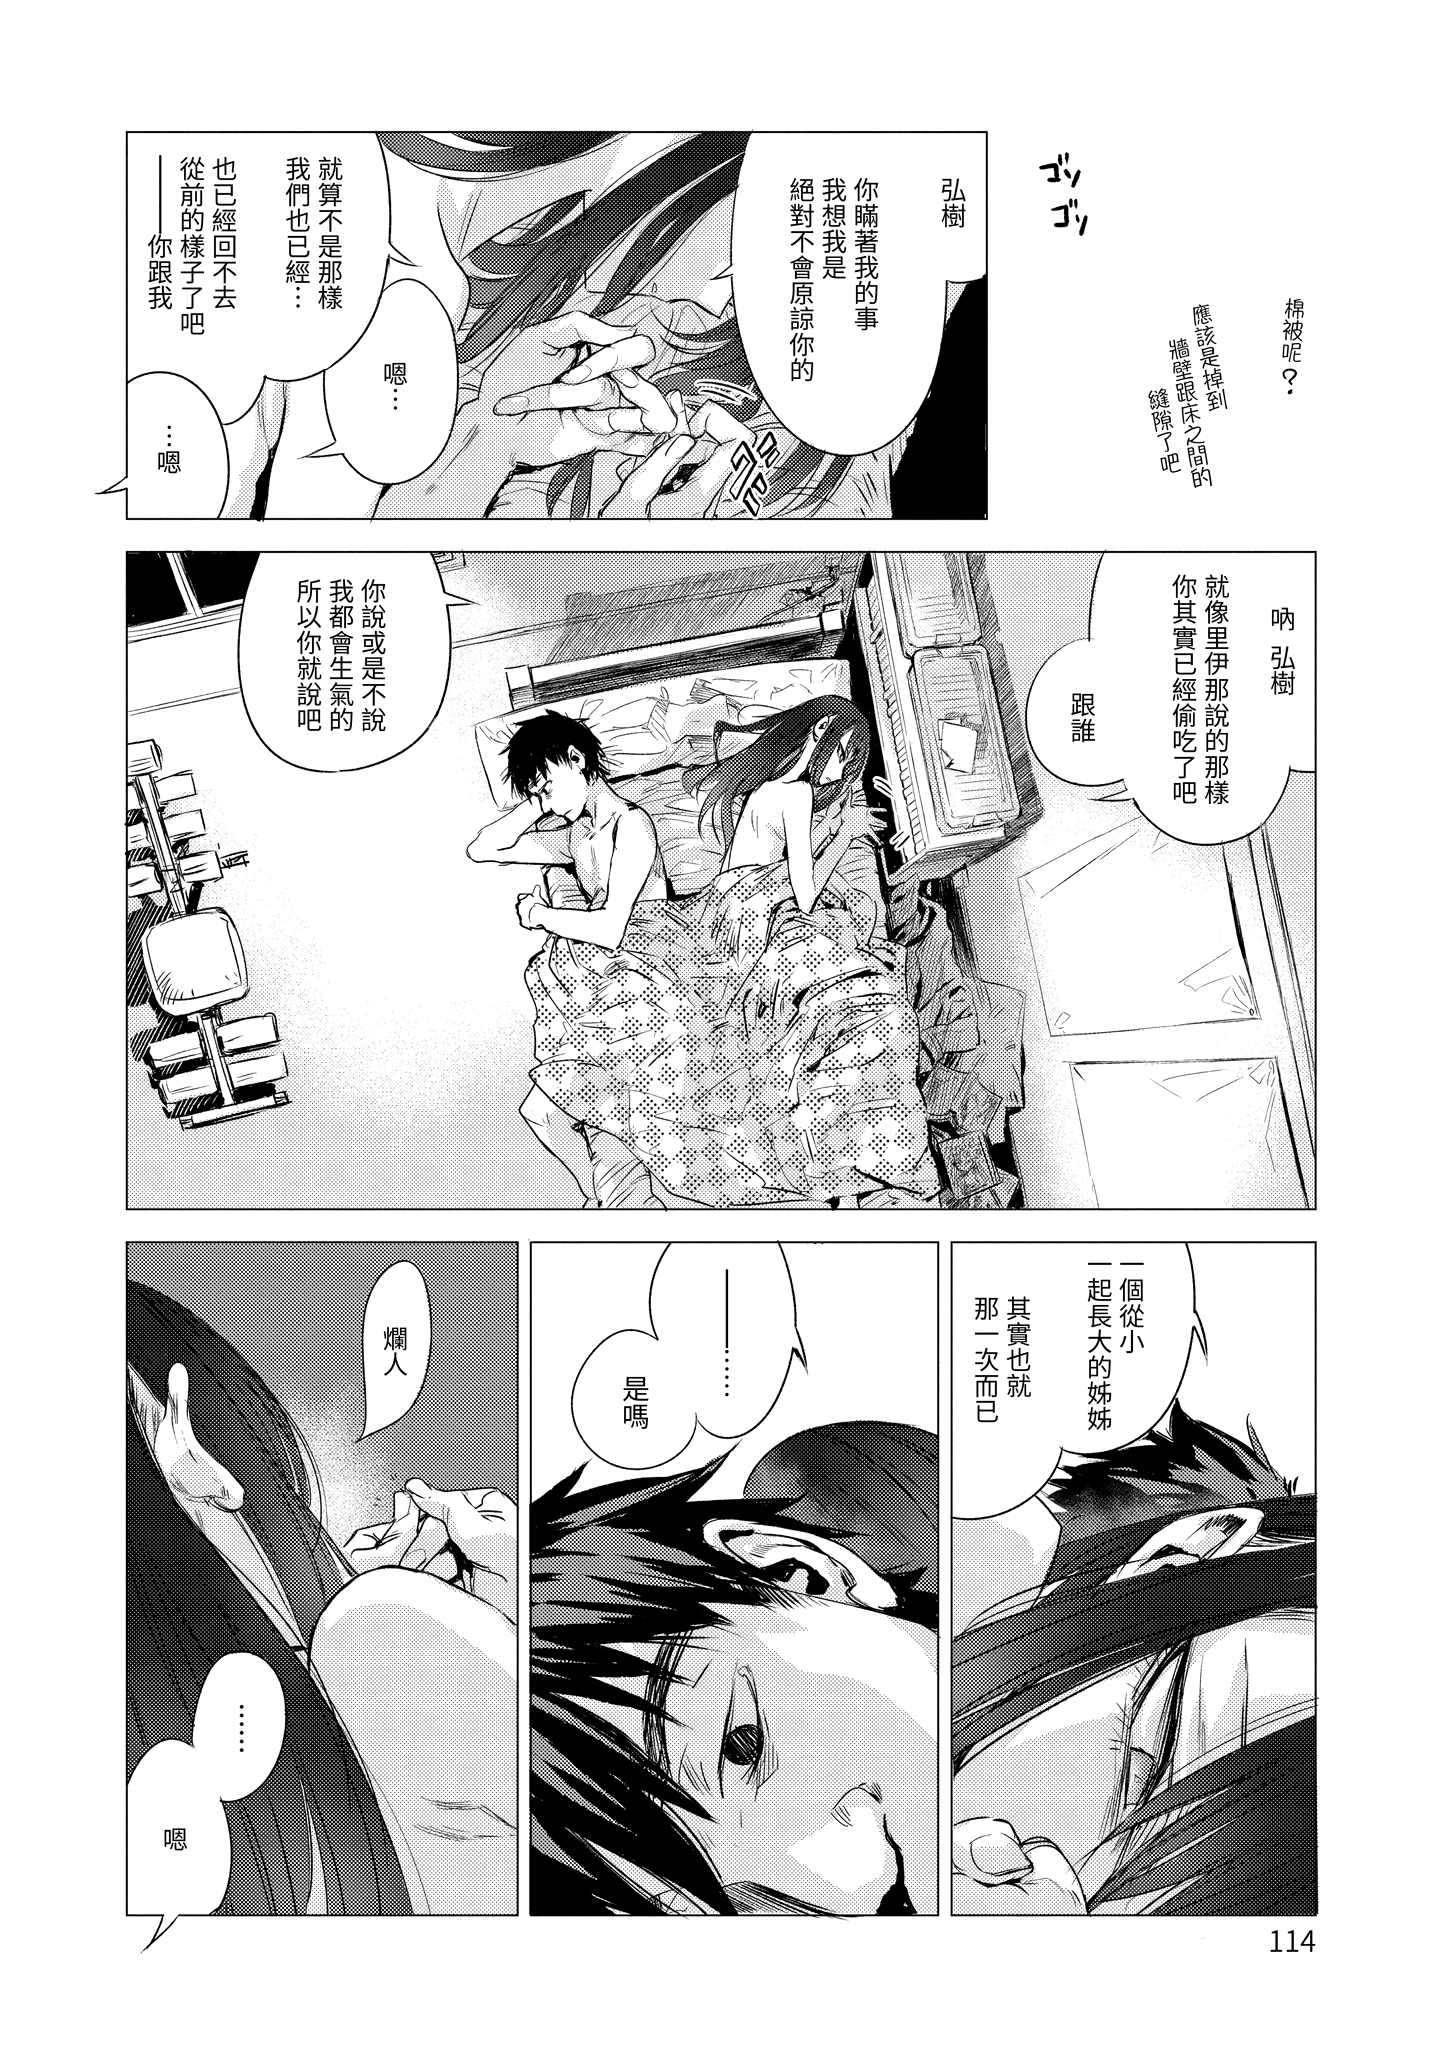 ゴソ
ゴソ
棉被呢？
應該是掉到
牆壁跟床之間的
縫隙了吧
弘樹
你瞞著我的事
我想我是
絕對不會原諒你的
就算不是那樣
我們也已經…
也已經回不去
從前的樣子了吧
——你跟我
嗯…
…嗯
吶 弘樹
就像里伊那說的那樣
你其實已經偷吃了吧
跟誰
你說或是不說
我都會生氣的
所以你就說吧
一個從小
一起長大的姊姊
其實也就
那一次而已
——……
是嗎
爛人
……
嗯
114